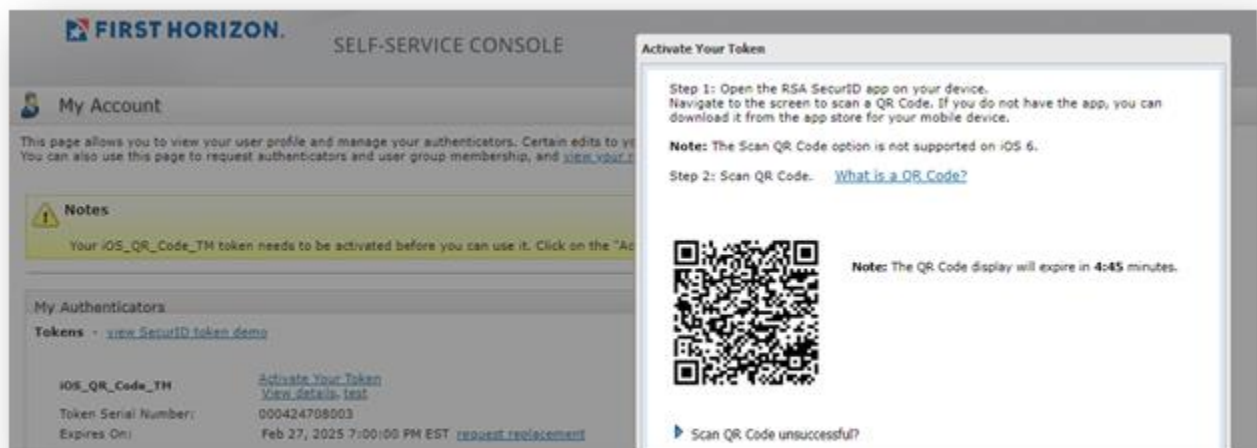 FIRST HORIZON.
SELF-SERVICE CONSOLE
My Account
This page allows you to view your user profile and manage your authenticators. Certain edits to yo
You can also use this page to request authenticators and user group membership, and view your r
Notes
Your iOS_QR_Code_TM token needs to be activated before you can use it. Click on the "Ac
My Authenticators
Tokens - view SecurID token demo
iOS_QR_Code_TM
Activate Your Token
View details, test
Token Serial Number: 000424708003
Expires On: Feb 27, 2025 7:00:00 PM EST request replacement
Activate Your Token
Step 1: Open the RSA SecurID app on your device.
Navigate to the screen to scan a QR Code. If you do not have the app, you can
download it from the app store for your mobile device.
Note: The Scan QR Code option is not supported on iOS 6.
Step 2: Scan QR Code. What is a QR Code?
Note: The QR Code display will expire in 4:45 minutes.
Scan QR Code unsuccessful?